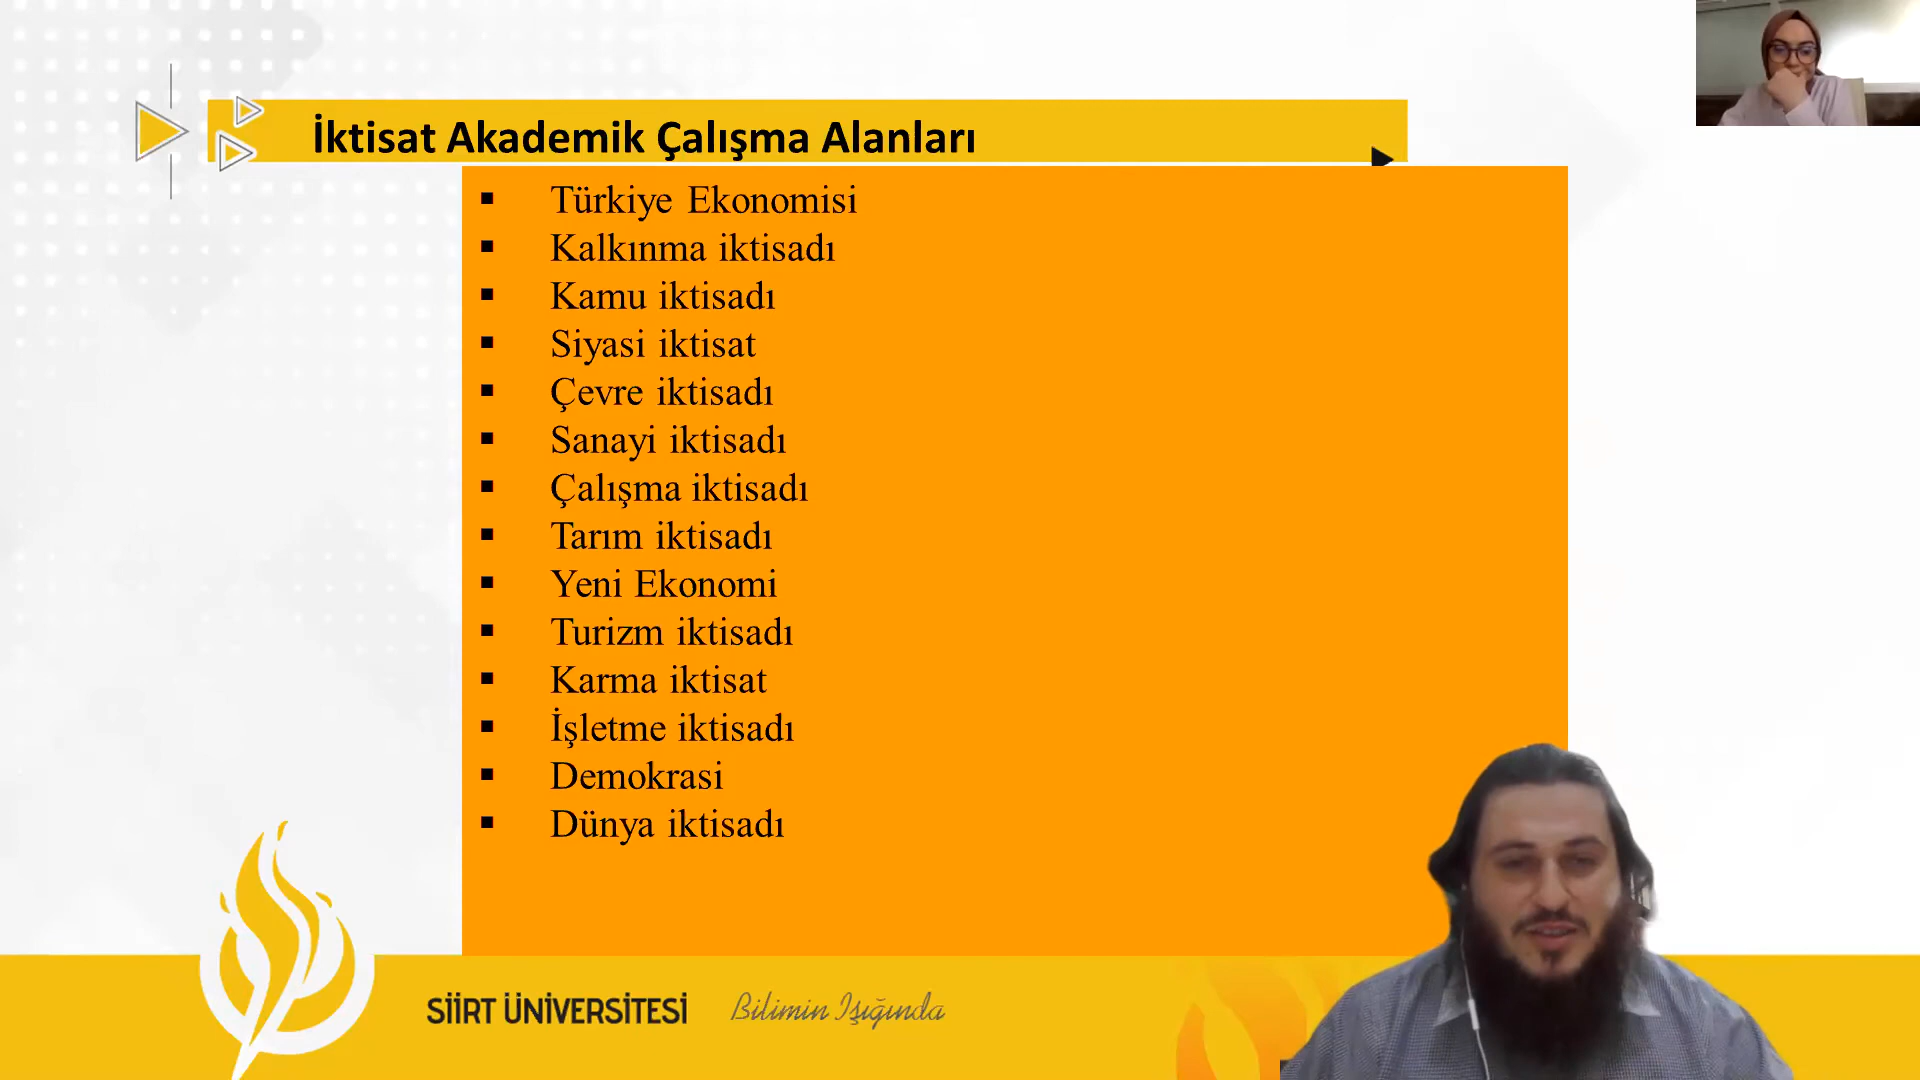 İktisat Akademik Çalışma Alanları
Türkiye Ekonomisi
Kalkınma iktisadı
Kamu iktisadı
Siyasi iktisat
Çevre iktisadı
Sanayi iktisadı
Çalışma iktisadı
Tarım iktisadı
Yeni Ekonomi
Turizm iktisadı
Karma iktisat
İşletme iktisadı
Demokrasi
Dünya iktisadı
SİİRT ÜNİVERSİTESİ Bilimin Işığında